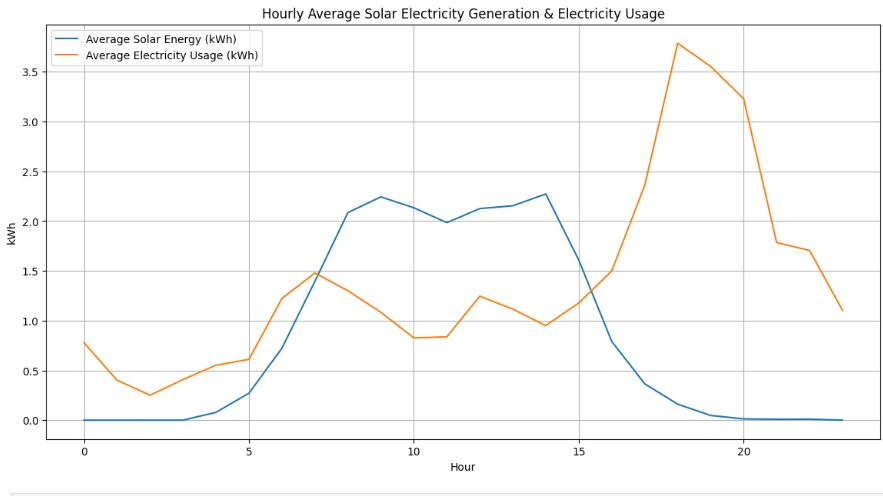 Hourly Average Solar Electricity Generation & Electricity Usage
Average Solar Energy (kWh)
Average Electricity Usage (kWh)
3.5
3.0
2.5
2.0
1.5
1.0
0.5
0.0
kWh
0 5 10 15 20
Hour